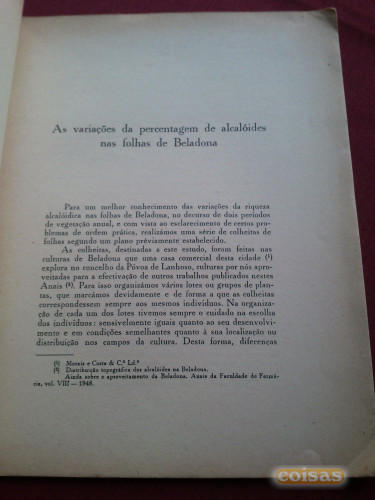 As variações da percentagem de alcalóides
nas folhas de Beladona
Para um melhor conhecimento das variações da riqueza
alcalóidica nas folhas de Beladona, no decurso de dois períodos
de vegetação anual, e com vista ao esclarecimento de certos pro-
blemas de ordem prática, realizámos uma série de colheitas de
folhas segundo um plano prèviamente estabelecido.
As colheitas, destinadas a este estudo, foram feitas nas
culturas de Beladona que uma casa comercial desta cidade (¹)
explora no concelho da Póvoa de Lanhoso, culturas por nós apro-
veitadas para a efectivação de outros trabalhos publicados nestes
Anais (²). Para isso organizámos vários lotes ou grupos de plan-
tas, que marcámos devidamente e de forma a que as colheitas
correspondessem sempre aos mesmos indivíduos. Na organiza-
ção de cada um dos lotes tivemos sempre o cuidado na escolha
dos indivíduos: sensìvelmente iguais quanto ao seu desenvolvi-
mento e em condições semelhantes quanto à sua localização ou
distribuição nos campos da cultura. Desta forma, diferenças
(¹) Morais e Costa & C.ª Ld.ª
(²) Distribuïção topográfica dos alcalóides na Beladona.
Ainda sobre o aproveitamento da Beladona. Anais da Faculdade de Farmá-
cia, vol. VIII — 1948.
coisas